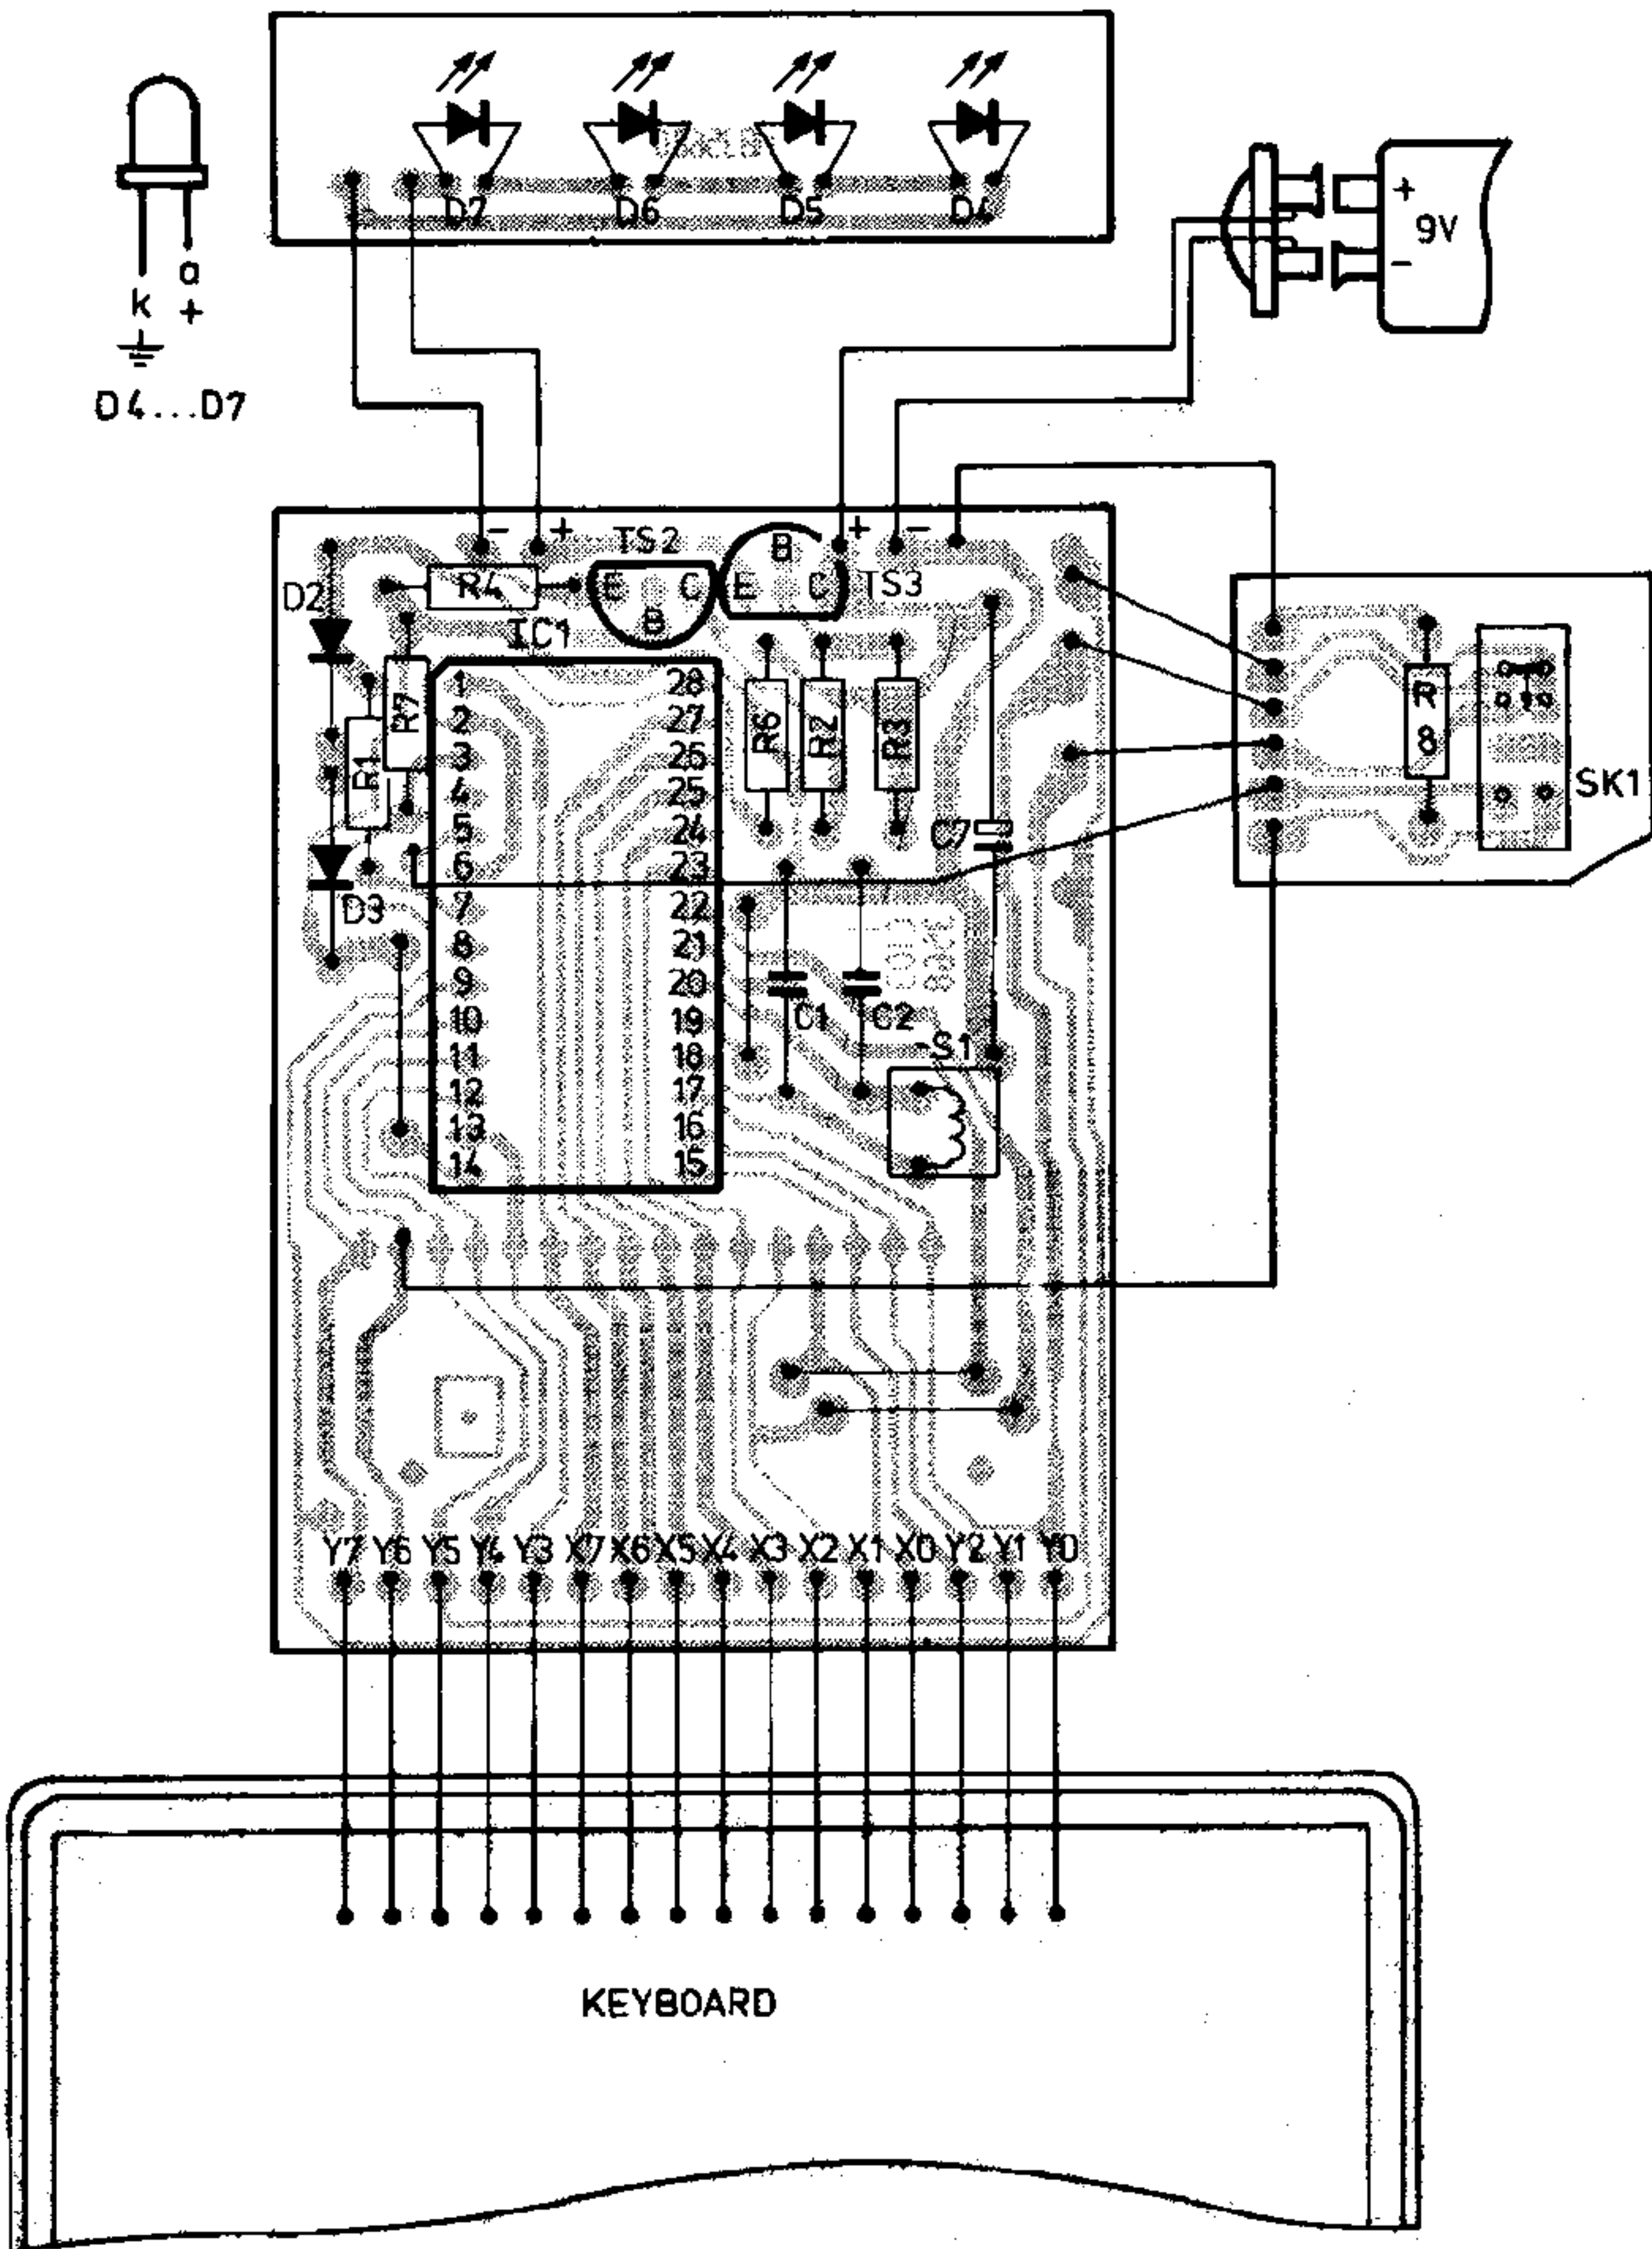 D7 D6 D5 D4
+
9V
-
a
k +
D4...D7
- + TS2 B + -
E C E C TS3
B
D2 R4
IC1
R7 R1
R6 R2 R3
R8
SK1
1 28
2 27
3 26
4 25
5 24
6 23
7 22
8 21
9 20
10 19
11 18
12 17
13 16
14 15
C7
D3
C1 C2
S1
Y7 Y6 Y5 Y4 Y3 X7 X6 X5 X4 X3 X2 X1 X0 Y2 Y1 Y0
KEYBOARD